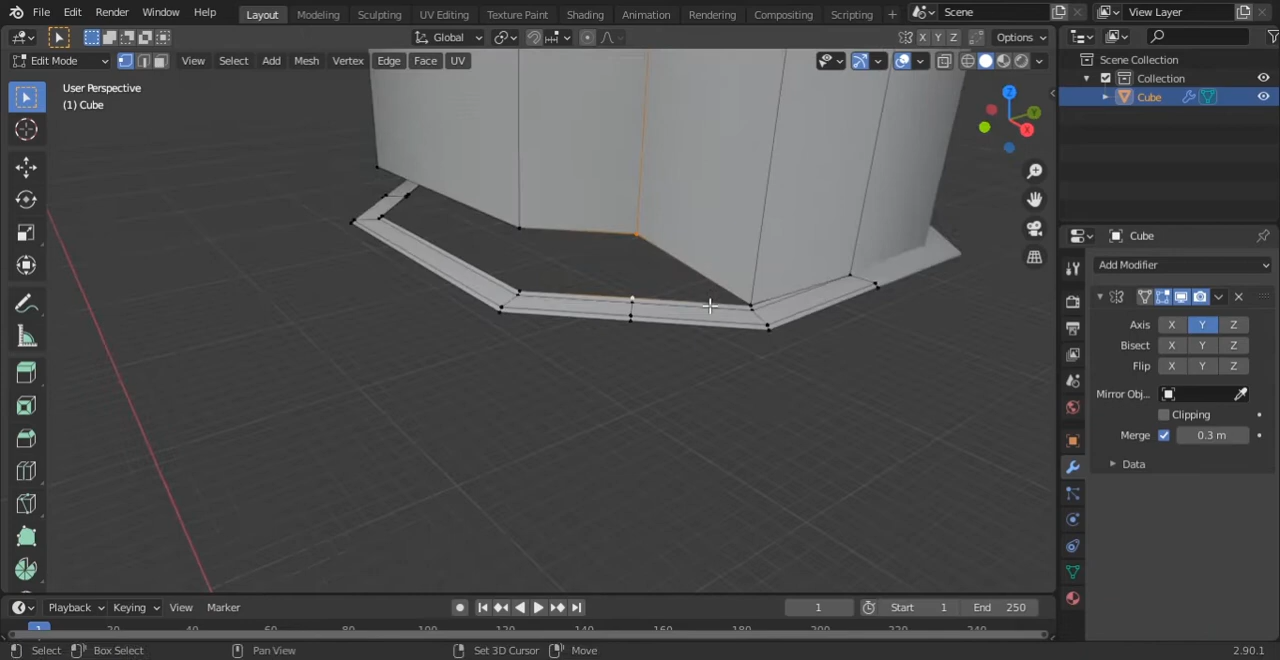 File Edit Render Window Help Layout Modeling Sculpting UV Editing Texture Paint Shading Animation Rendering Compositing Scripting + Scene View Layer
Global X Y Z Options
Edit Mode View Select Add Mesh Vertex Edge Face UV
User Perspective
(1) Cube
Z
Y
X
Scene Collection
Collection
Cube
Cube
Add Modifier
Axis X Y Z
Bisect X Y Z
Flip X Y Z
Mirror Obj...
Clipping
Merge 0.3 m
Data
Playback Keying View Marker 1 Start 1 End 250
1
Select Box Select Pan View Set 3D Cursor Move 2.90.1